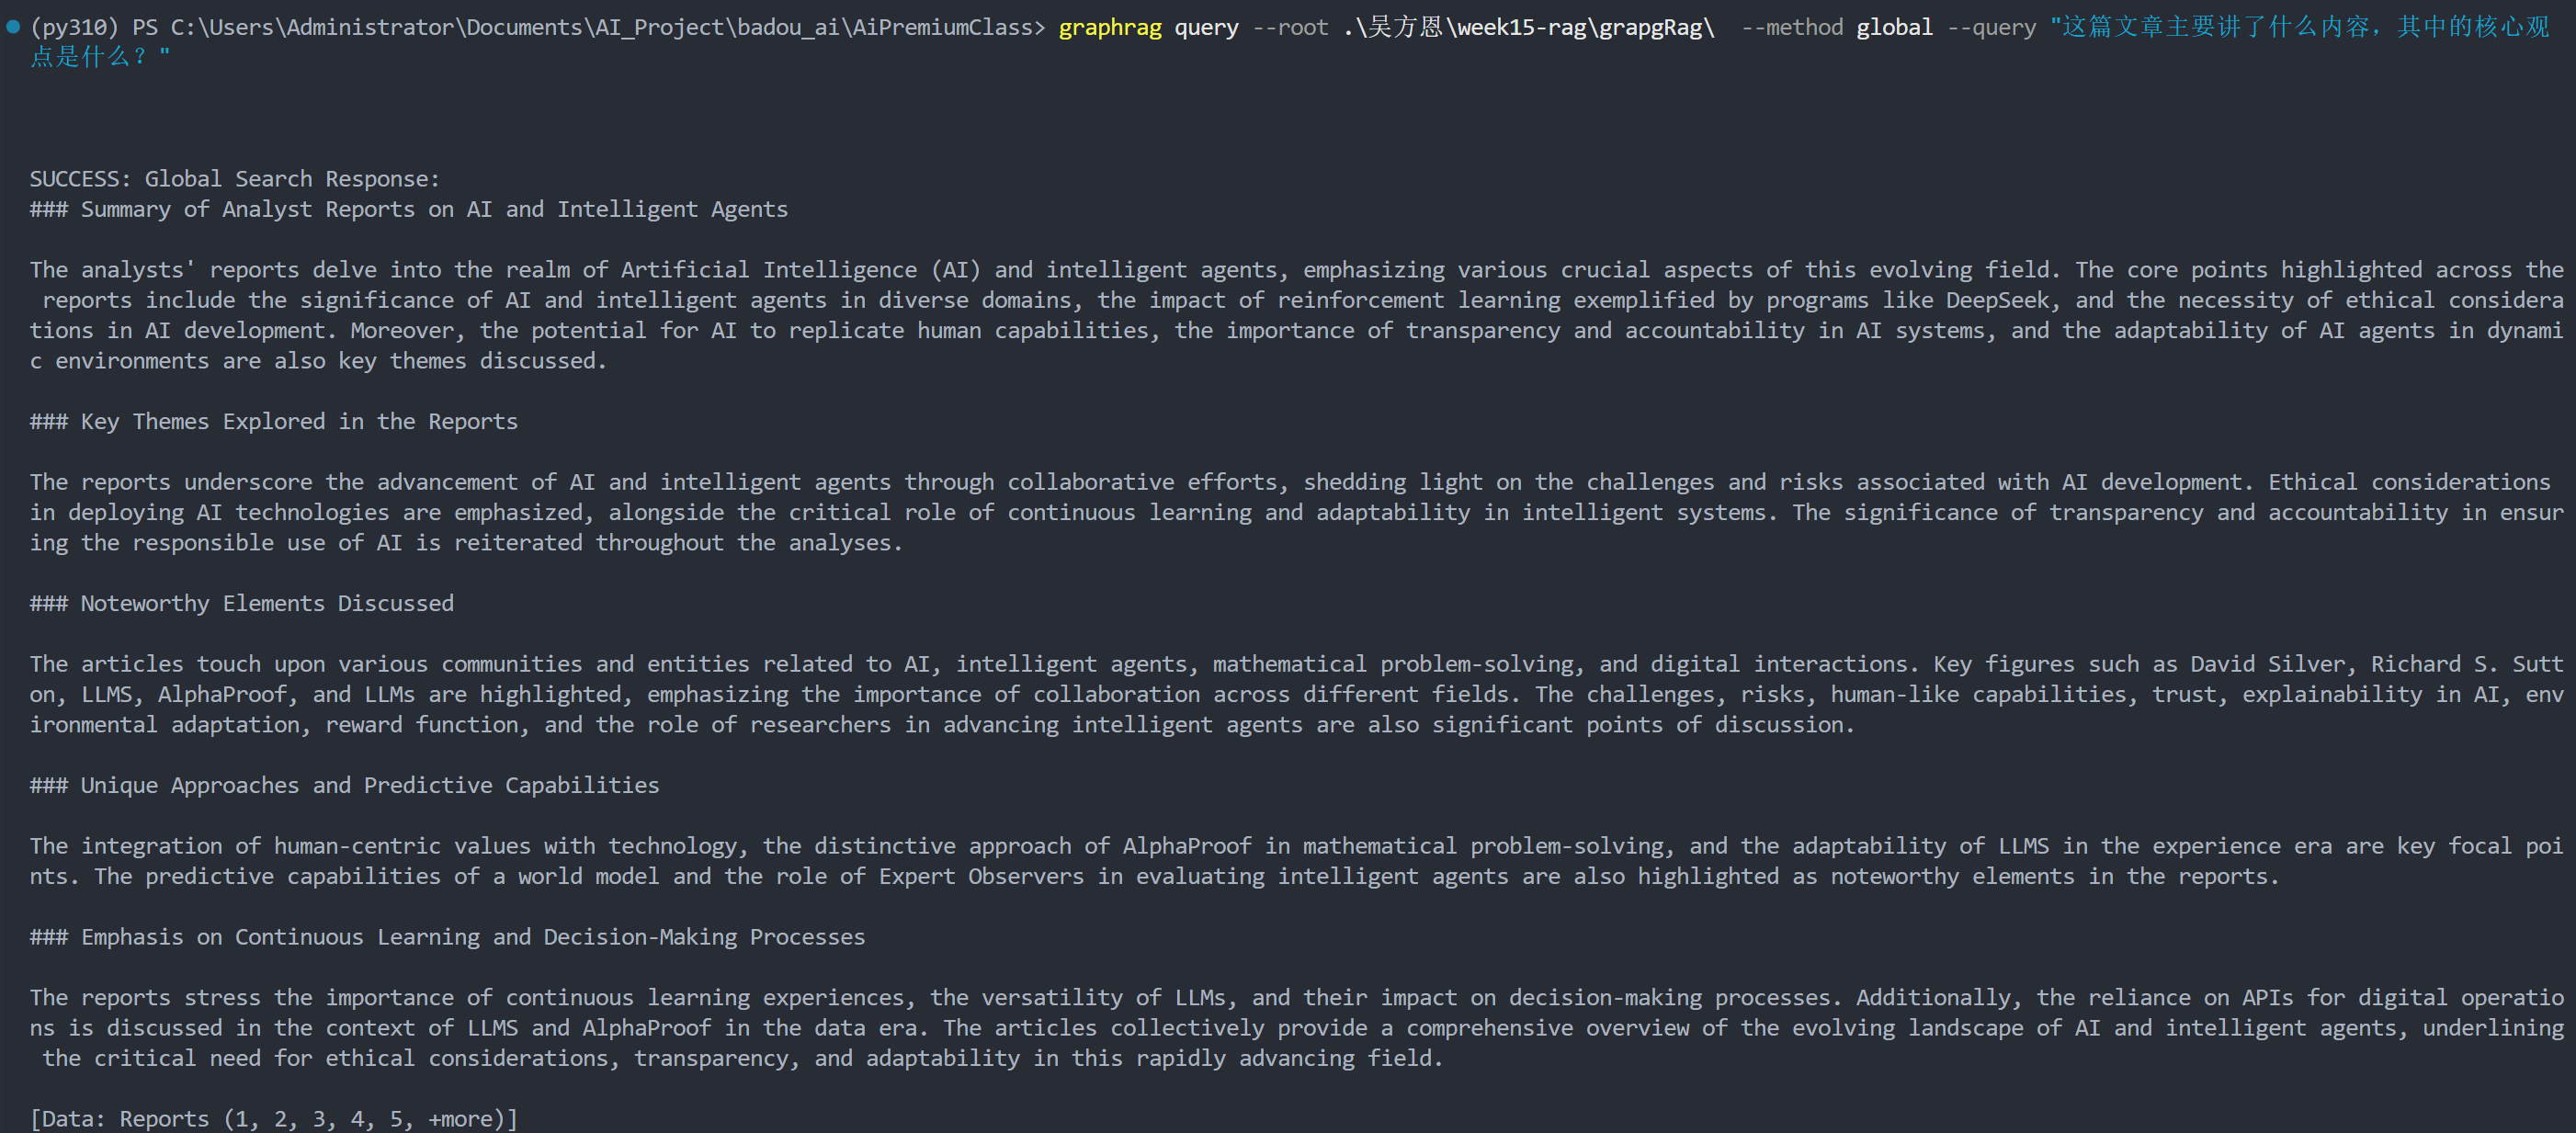 (py310) PS C:\Users\Administrator\Documents\AI_Project\badou_ai\AiPremiumClass> graphrag query --root .\吴方恩\week15-rag\grapgRag\  --method global --query "这篇文章主要讲了什么内容，其中的核心观
点是什么？"
SUCCESS: Global Search Response:
### Summary of Analyst Reports on AI and Intelligent Agents
The analysts' reports delve into the realm of Artificial Intelligence (AI) and intelligent agents, emphasizing various crucial aspects of this evolving field. The core points highlighted across the
 reports include the significance of AI and intelligent agents in diverse domains, the impact of reinforcement learning exemplified by programs like DeepSeek, and the necessity of ethical considera
tions in AI development. Moreover, the potential for AI to replicate human capabilities, the importance of transparency and accountability in AI systems, and the adaptability of AI agents in dynami
c environments are also key themes discussed.
### Key Themes Explored in the Reports
The reports underscore the advancement of AI and intelligent agents through collaborative efforts, shedding light on the challenges and risks associated with AI development. Ethical considerations
in deploying AI technologies are emphasized, alongside the critical role of continuous learning and adaptability in intelligent systems. The significance of transparency and accountability in ensur
ing the responsible use of AI is reiterated throughout the analyses.
### Noteworthy Elements Discussed
The articles touch upon various communities and entities related to AI, intelligent agents, mathematical problem-solving, and digital interactions. Key figures such as David Silver, Richard S. Sutt
on, LLMS, AlphaProof, and LLMs are highlighted, emphasizing the importance of collaboration across different fields. The challenges, risks, human-like capabilities, trust, explainability in AI, env
ironmental adaptation, reward function, and the role of researchers in advancing intelligent agents are also significant points of discussion.
### Unique Approaches and Predictive Capabilities
The integration of human-centric values with technology, the distinctive approach of AlphaProof in mathematical problem-solving, and the adaptability of LLMS in the experience era are key focal poi
nts. The predictive capabilities of a world model and the role of Expert Observers in evaluating intelligent agents are also highlighted as noteworthy elements in the reports.
### Emphasis on Continuous Learning and Decision-Making Processes
The reports stress the importance of continuous learning experiences, the versatility of LLMs, and their impact on decision-making processes. Additionally, the reliance on APIs for digital operatio
ns is discussed in the context of LLMS and AlphaProof in the data era. The articles collectively provide a comprehensive overview of the evolving landscape of AI and intelligent agents, underlining
 the critical need for ethical considerations, transparency, and adaptability in this rapidly advancing field.
[Data: Reports (1, 2, 3, 4, 5, +more)]